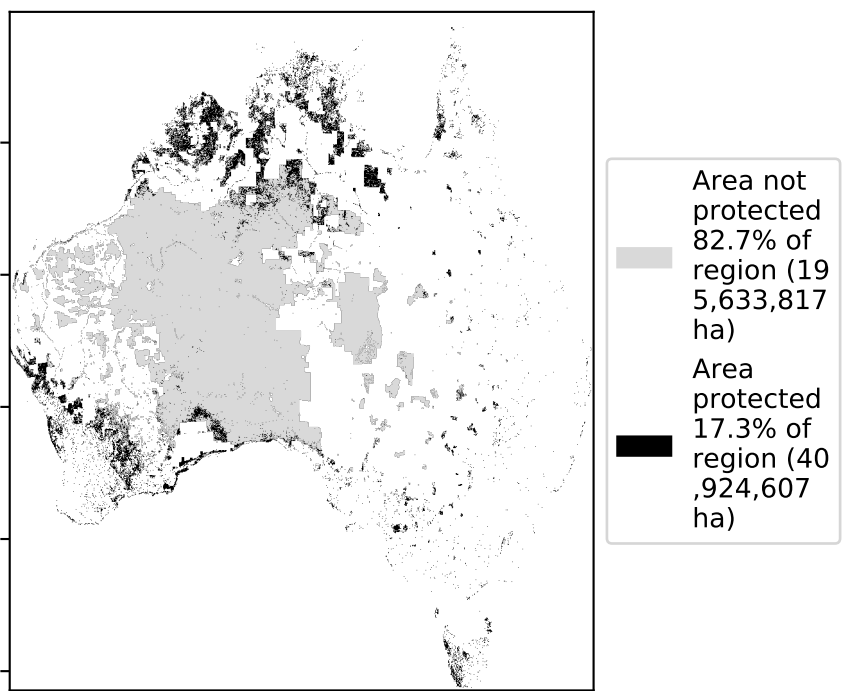 Area not
protected
82.7% of
region (19
5,633,817
ha)
Area
protected
17.3% of
region (40
,924,607
ha)